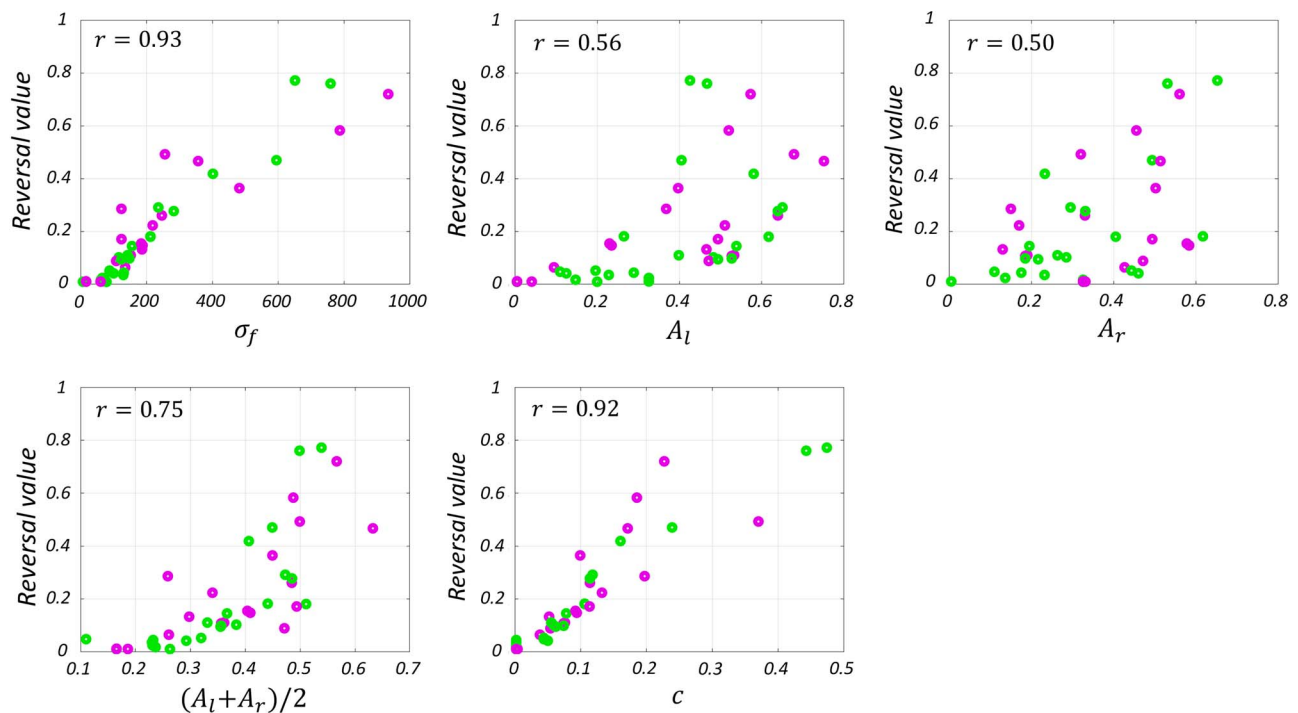 r = 0.93
Reversal value
1
0.8
0.6
0.4
0.2
0
0 200 400 600 800 1000
σ_f
r = 0.56
Reversal value
1
0.8
0.6
0.4
0.2
0
0 0.2 0.4 0.6 0.8
A_l
r = 0.50
Reversal value
1
0.8
0.6
0.4
0.2
0
0 0.2 0.4 0.6 0.8
A_r
r = 0.75
Reversal value
1
0.8
0.6
0.4
0.2
0
0.1 0.2 0.3 0.4 0.5 0.6 0.7
(A_l+A_r)/2
r = 0.92
Reversal value
1
0.8
0.6
0.4
0.2
0
0 0.1 0.2 0.3 0.4 0.5
c